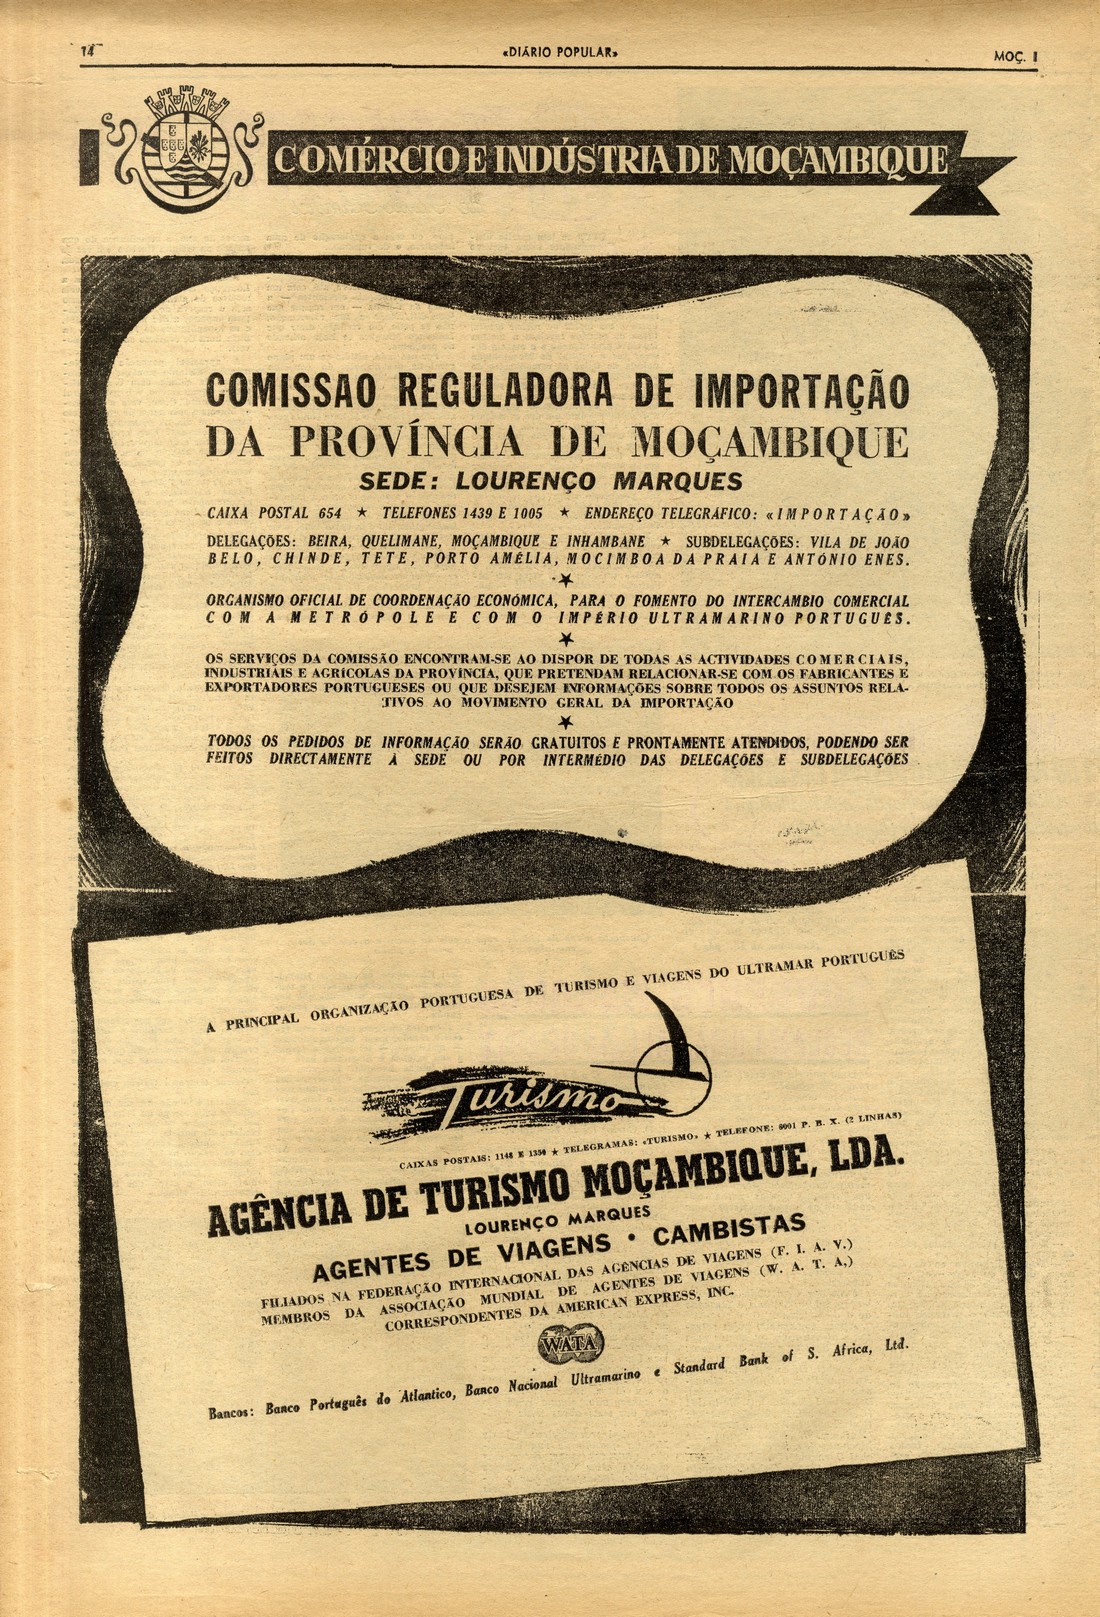 14
«DIÁRIO POPULAR»
MOÇ. I
COMÉRCIO E INDÚSTRIA DE MOÇAMBIQUE
COMISSAO REGULADORA DE IMPORTAÇÃO
DA PROVÍNCIA DE MOÇAMBIQUE
SEDE: LOURENÇO MARQUES
CAIXA POSTAL 654 ★ TELEFONES 1439 E 1005 ★ ENDEREÇO TELEGRÁFICO: «IMPORTAÇÃO»
DELEGAÇÕES: BEIRA, QUELIMANE, MOÇAMBIQUE E INHAMBANE ★ SUBDELEGAÇÕES: VILA DE JOÃO
BELO, CHINDE, TETE, PORTO AMÉLIA, MOCIMBOA DA PRAIA E ANTÓNIO ENES.
★
ORGANISMO OFICIAL DE COORDENAÇÃO ECONÓMICA, PARA O FOMENTO DO INTERCAMBIO COMERCIAL
COM A METRÓPOLE E COM O IMPÉRIO ULTRAMARINO PORTUGUÊS.
★
OS SERVIÇOS DA COMISSÃO ENCONTRAM-SE AO DISPOR DE TODAS AS ACTIVIDADES COMERCIAIS,
INDUSTRIAIS E AGRÍCOLAS DA PROVÍNCIA, QUE PRETENDAM RELACIONAR-SE COM OS FABRICANTES E
EXPORTADORES PORTUGUESES OU QUE DESEJEM INFORMAÇÕES SOBRE TODOS OS ASSUNTOS RELA-
TIVOS AO MOVIMENTO GERAL DA IMPORTAÇÃO
★
TODOS OS PEDIDOS DE INFORMAÇÃO SERÃO GRATUITOS E PRONTAMENTE ATENDIDOS, PODENDO SER
FEITOS DIRECTAMENTE À SEDE OU POR INTERMÉDIO DAS DELEGAÇÕES E SUBDELEGAÇÕES
A PRINCIPAL ORGANIZAÇÃO PORTUGUESA DE TURISMO E VIAGENS DO ULTRAMAR PORTUGUÊS
Turismo
CAIXAS POSTAIS: 1148 E 1350 ★ TELEGRAMAS: «TURISMO» ★ TELEFONE: 6001 P. B. X. (2 LINHAS)
AGÊNCIA DE TURISMO MOÇAMBIQUE, LDA.
LOURENÇO MARQUES
AGENTES DE VIAGENS • CAMBISTAS
FILIADOS NA FEDERAÇÃO INTERNACIONAL DAS AGÊNCIAS DE VIAGENS (F. I. A. V.)
MEMBROS DA ASSOCIAÇÃO MUNDIAL DE AGENTES DE VIAGENS (W. A. T. A.)
CORRESPONDENTES DA AMERICAN EXPRESS, INC.
WATA
Bancos: Banco Português do Atlantico, Banco Nacional Ultramarino e Standard Bank of S. Africa, Ltd.